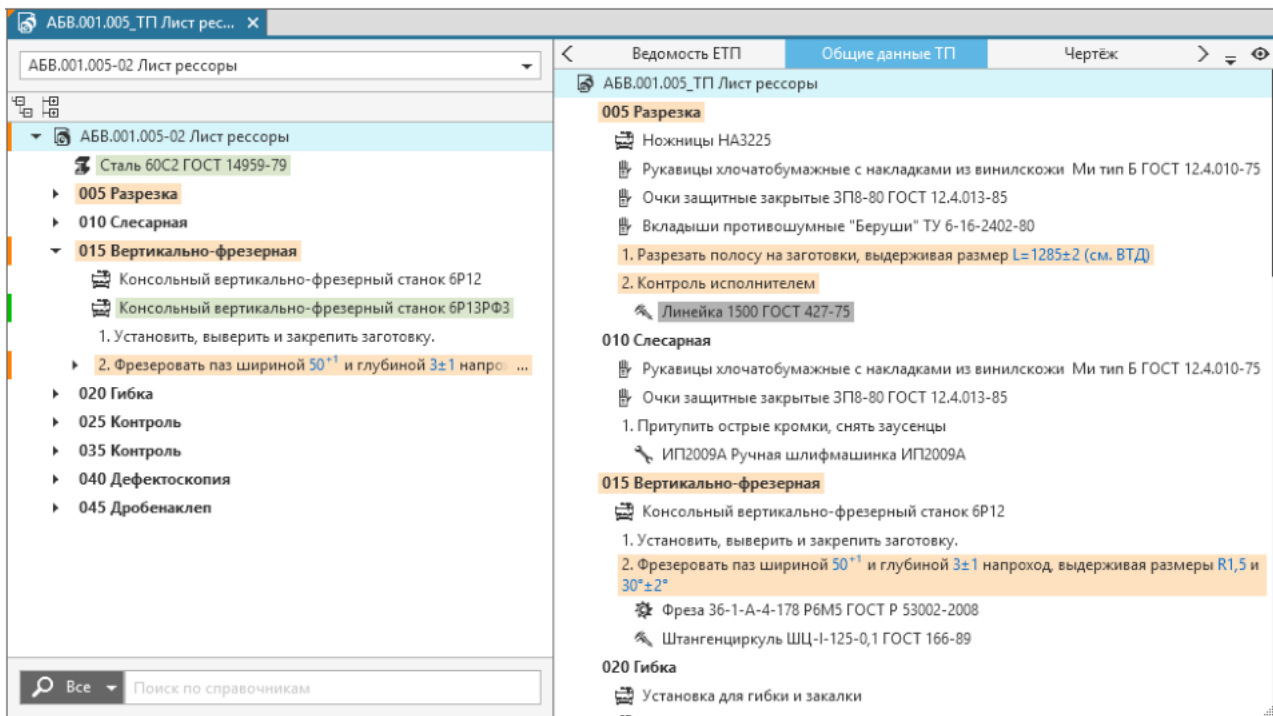 АБВ.001.005_ТП Лист рес...
АБВ.001.005-02 Лист рессоры
АБВ.001.005-02 Лист рессоры
Сталь 60С2 ГОСТ 14959-79
005 Разрезка
010 Слесарная
015 Вертикально-фрезерная
Консольный вертикально-фрезерный станок 6Р12
Консольный вертикально-фрезерный станок 6Р13РФ3
1. Установить, выверить и закрепить заготовку.
2. Фрезеровать паз шириной 50⁺¹ и глубиной 3±1 напро ...
020 Гибка
025 Контроль
035 Контроль
040 Дефектоскопия
045 Дробенаклеп
Все Поиск по справочникам
Ведомость ЕТП Общие данные ТП Чертёж
АБВ.001.005_ТП Лист рессоры
005 Разрезка
Ножницы НА3225
Рукавицы хлочатобумажные с накладками из винилскожи Ми тип Б ГОСТ 12.4.010-75
Очки защитные закрытые ЗП8-80 ГОСТ 12.4.013-85
Вкладыши противошумные "Беруши" ТУ 6-16-2402-80
1. Разрезать полосу на заготовки, выдерживая размер L=1285±2 (см. ВТД)
2. Контроль исполнителем
Линейка 1500 ГОСТ 427-75
010 Слесарная
Рукавицы хлочатобумажные с накладками из винилскожи Ми тип Б ГОСТ 12.4.010-75
Очки защитные закрытые ЗП8-80 ГОСТ 12.4.013-85
1. Притупить острые кромки, снять заусенцы
ИП2009А Ручная шлифмашинка ИП2009А
015 Вертикально-фрезерная
Консольный вертикально-фрезерный станок 6Р12
1. Установить, выверить и закрепить заготовку.
2. Фрезеровать паз шириной 50⁺¹ и глубиной 3±1 напроход, выдерживая размеры R1,5 и
30°±2°
Фреза 36-1-А-4-178 Р6М5 ГОСТ Р 53002-2008
Штангенциркуль ШЦ-I-125-0,1 ГОСТ 166-89
020 Гибка
Установка для гибки и закалки